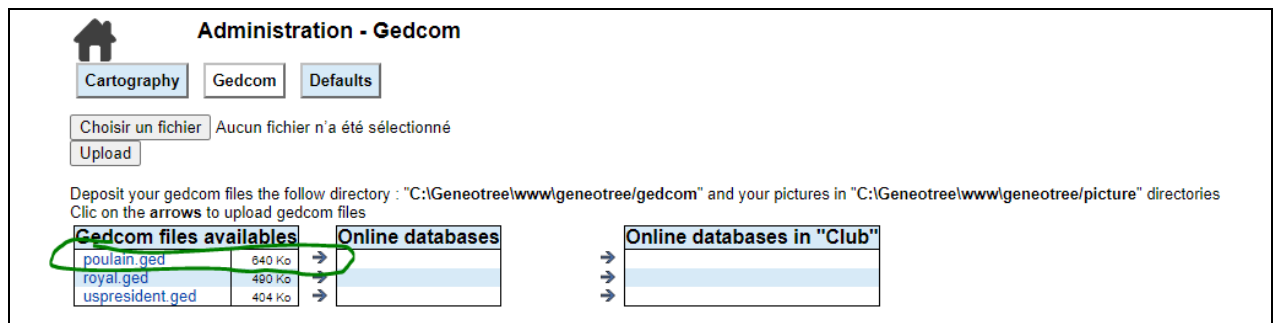 Administration - Gedcom
Cartography Gedcom Defaults
Choisir un fichier Aucun fichier n'a été sélectionné
Upload
Deposit your gedcom files the follow directory : "C:\Geneotree\www\geneotree/gedcom" and your pictures in "C:\Geneotree\www\geneotree/picture" directories
Clic on the arrows to upload gedcom files
Gedcom files availables Online databases Online databases in "Club"
poulain.ged 640 Ko
royal.ged 490 Ko
uspresident.ged 404 Ko